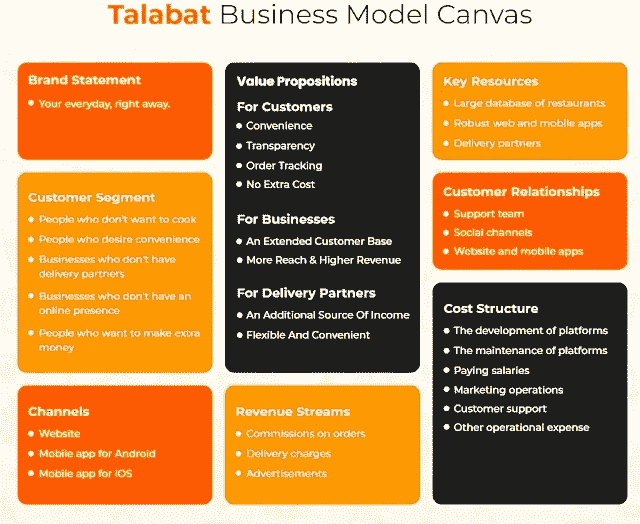 Talabat Business Model Canvas
Brand Statement
Your everyday, right away.
Customer Segment
People who don't want to cook
People who desire convenience
Businesses who don't have
delivery partners
Businesses who don't have an
online presence
People who want to make extra
money
Channels
Website
Mobile app for Android
Mobile app for iOS
Value Propositions
For Customers
Convenience
Transparency
Order Tracking
No Extra Cost
For Businesses
An Extended Customer Base
More Reach & Higher Revenue
For Delivery Partners
An Additional Source Of Income
Flexible And Convenient
Revenue Streams
Commissions on orders
Delivery charges
Advertisements
Key Resources
Large database of restaurants
Robust web and mobile apps
Delivery partners
Customer Relationships
Support team
Social channels
Website and mobile apps
Cost Structure
The development of platforms
The maintenance of platforms
Paying salaries
Marketing operations
Customer support
Other operational expense